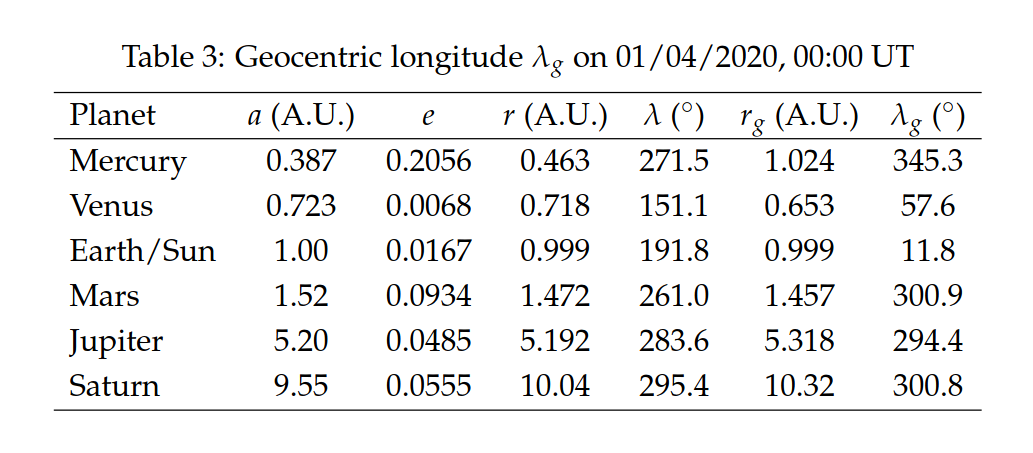 Table 3: Geocentric longitude λg on 01/04/2020, 00:00 UT
Planet a (A.U.) e r (A.U.) λ (°) rg (A.U.) λg (°)
Mercury 0.387 0.2056 0.463 271.5 1.024 345.3
Venus 0.723 0.0068 0.718 151.1 0.653 57.6
Earth/Sun 1.00 0.0167 0.999 191.8 0.999 11.8
Mars 1.52 0.0934 1.472 261.0 1.457 300.9
Jupiter 5.20 0.0485 5.192 283.6 5.318 294.4
Saturn 9.55 0.0555 10.04 295.4 10.32 300.8